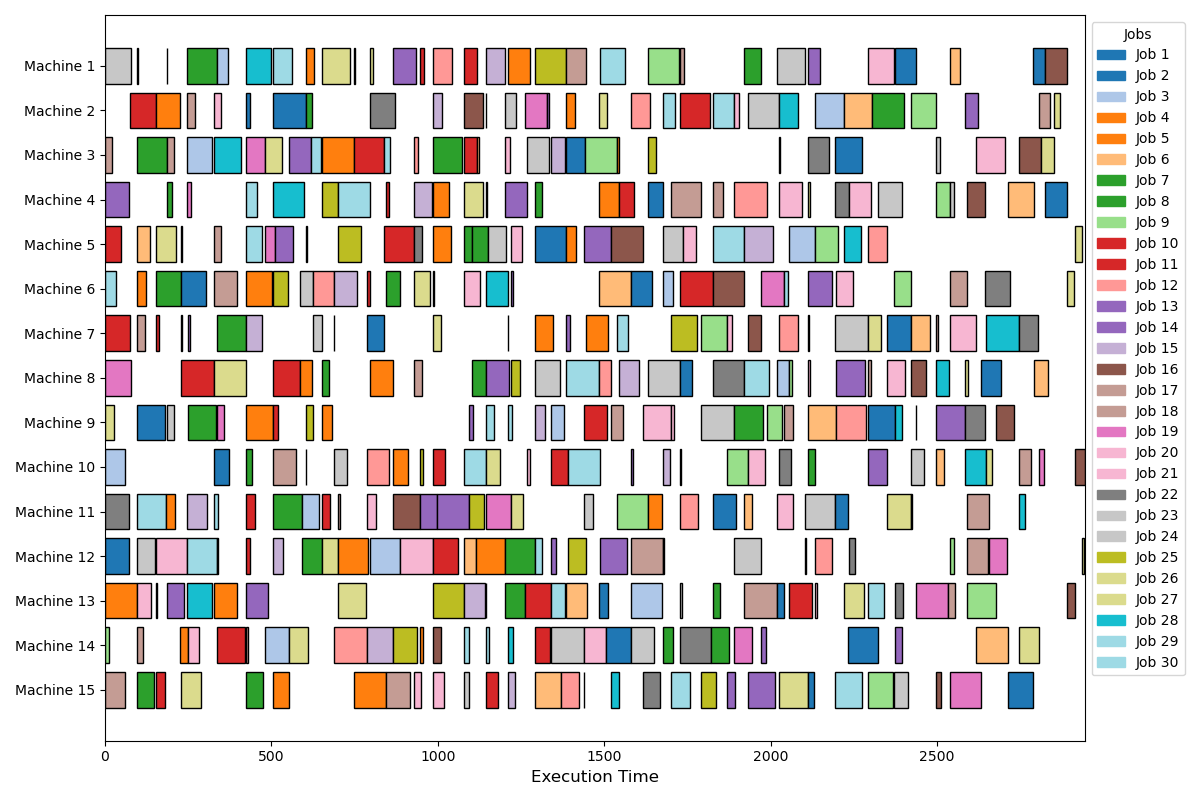 Machine 1
Machine 2
Machine 3
Machine 4
Machine 5
Machine 6
Machine 7
Machine 8
Machine 9
Machine 10
Machine 11
Machine 12
Machine 13
Machine 14
Machine 15
0 500 1000 1500 2000 2500
Execution Time
Jobs
Job 1
Job 2
Job 3
Job 4
Job 5
Job 6
Job 7
Job 8
Job 9
Job 10
Job 11
Job 12
Job 13
Job 14
Job 15
Job 16
Job 17
Job 18
Job 19
Job 20
Job 21
Job 22
Job 23
Job 24
Job 25
Job 26
Job 27
Job 28
Job 29
Job 30